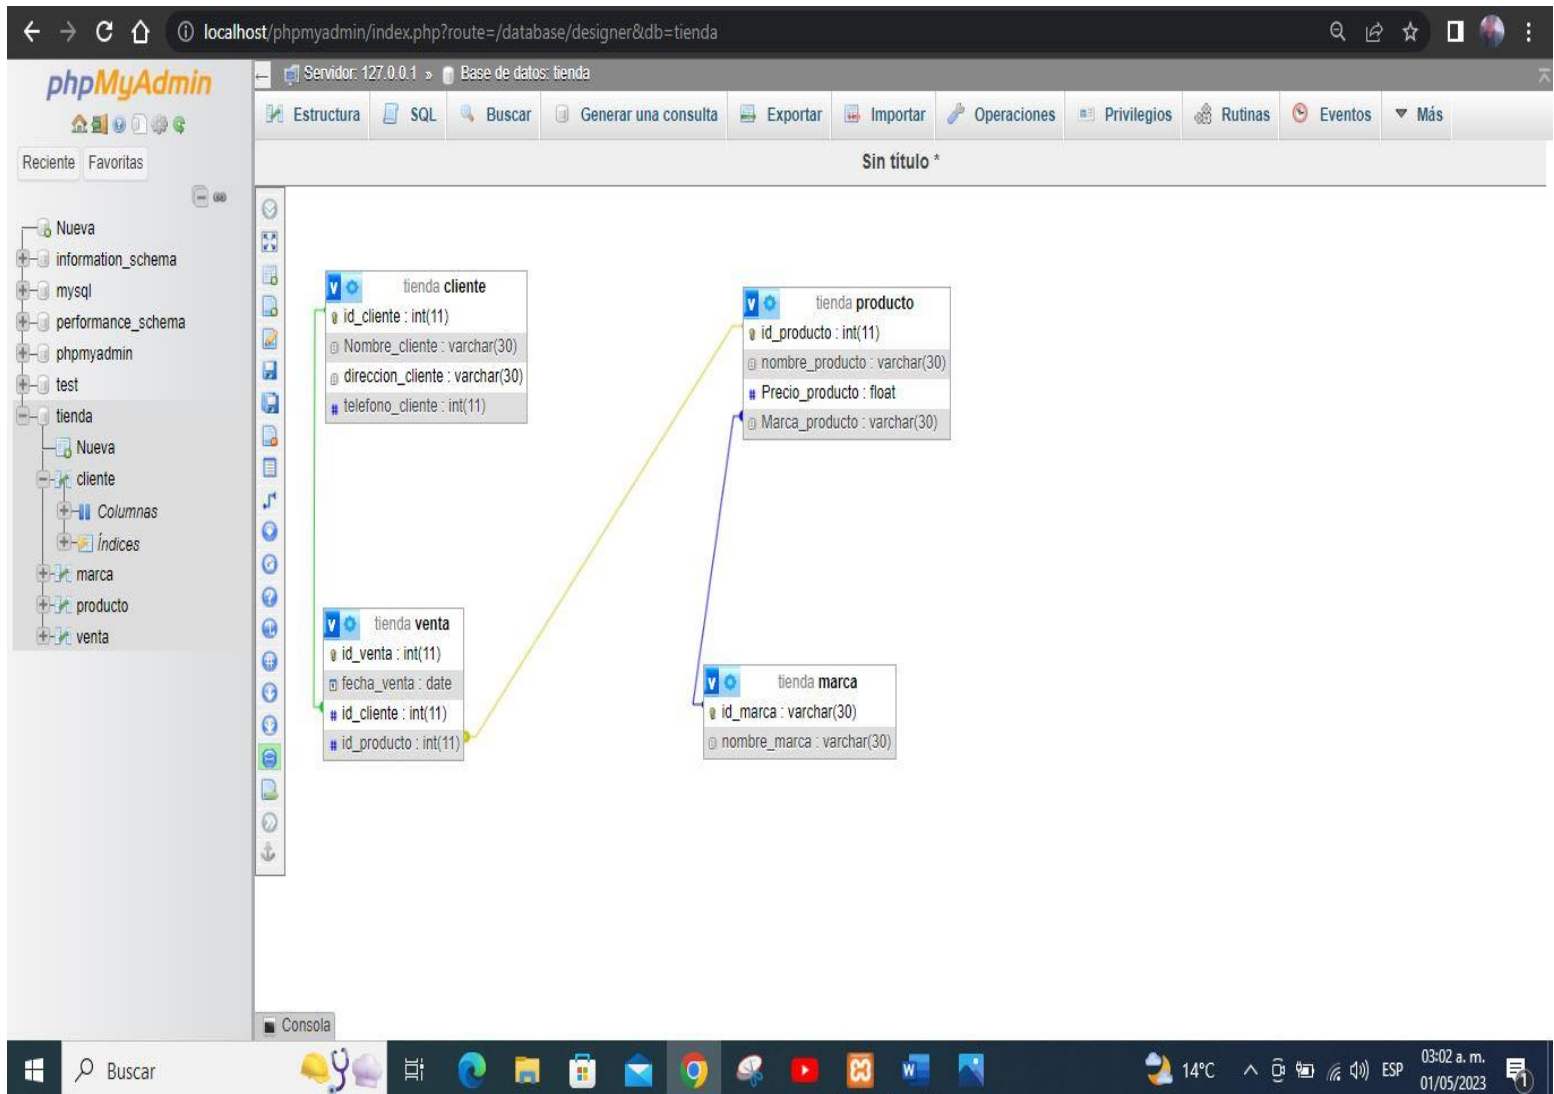 localhost/phpmyadmin/index.php?route=/database/designer&db=tienda
phpMyAdmin
Reciente Favoritas
Nueva
information_schema
mysql
performance_schema
phpmyadmin
test
tienda
Nueva
cliente
Columnas
Índices
marca
producto
venta
Servidor: 127.0.0.1 » Base de datos: tienda
Estructura SQL Buscar Generar una consulta Exportar Importar Operaciones Privilegios Rutinas Eventos Más
Sin título *
tienda cliente
id_cliente : int(11)
Nombre_cliente : varchar(30)
direccion_cliente : varchar(30)
telefono_cliente : int(11)
tienda producto
id_producto : int(11)
nombre_producto : varchar(30)
Precio_producto : float
Marca_producto : varchar(30)
tienda venta
id_venta : int(11)
fecha_venta : date
id_cliente : int(11)
id_producto : int(11)
tienda marca
id_marca : varchar(30)
nombre_marca : varchar(30)
Consola
Buscar
14°C
ESP
03:02 a. m.
01/05/2023
1